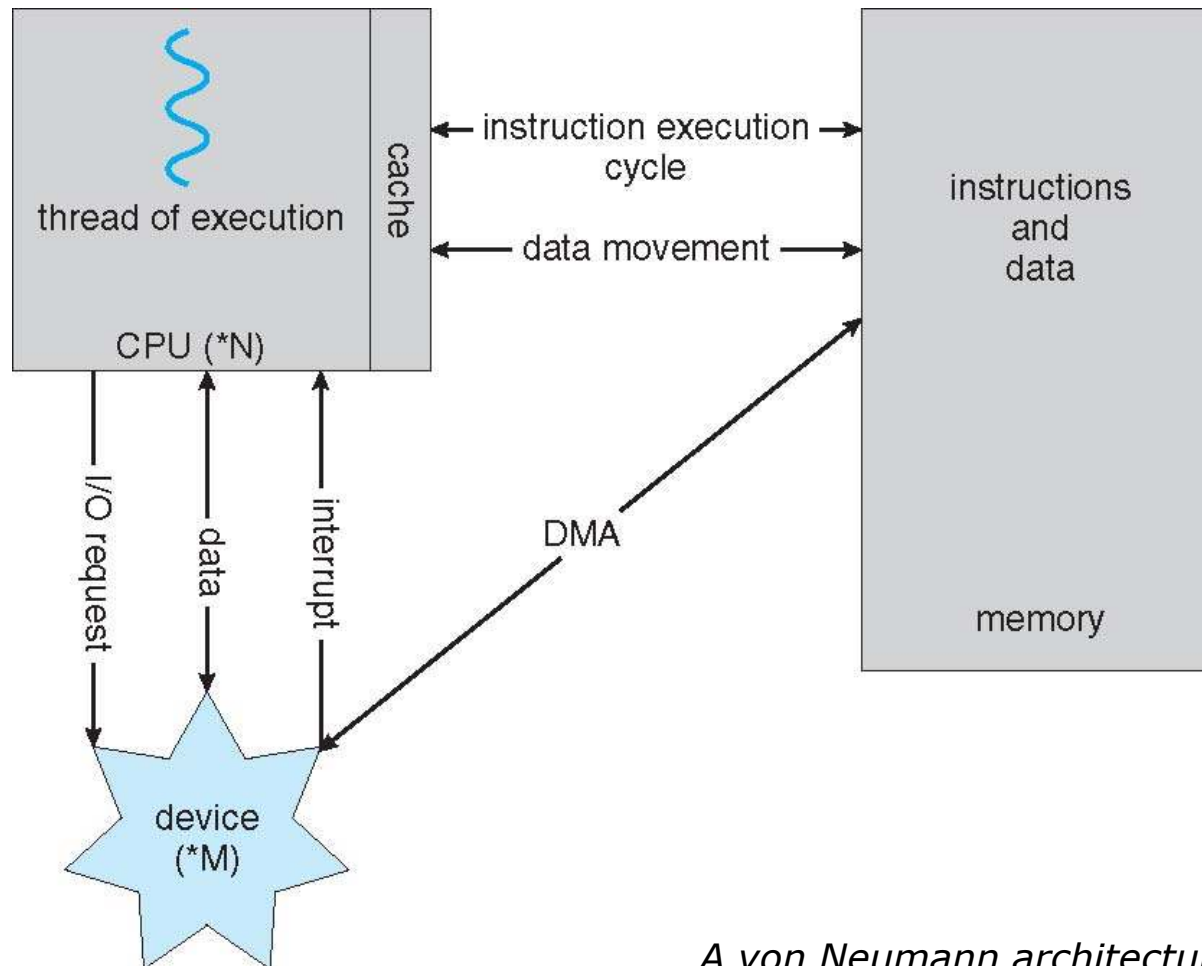 thread of execution
CPU (*N)
cache
instruction execution
cycle
data movement
instructions
and
data
memory
I/O request
data
interrupt
DMA
device
(*M)
A von Neumann architectu